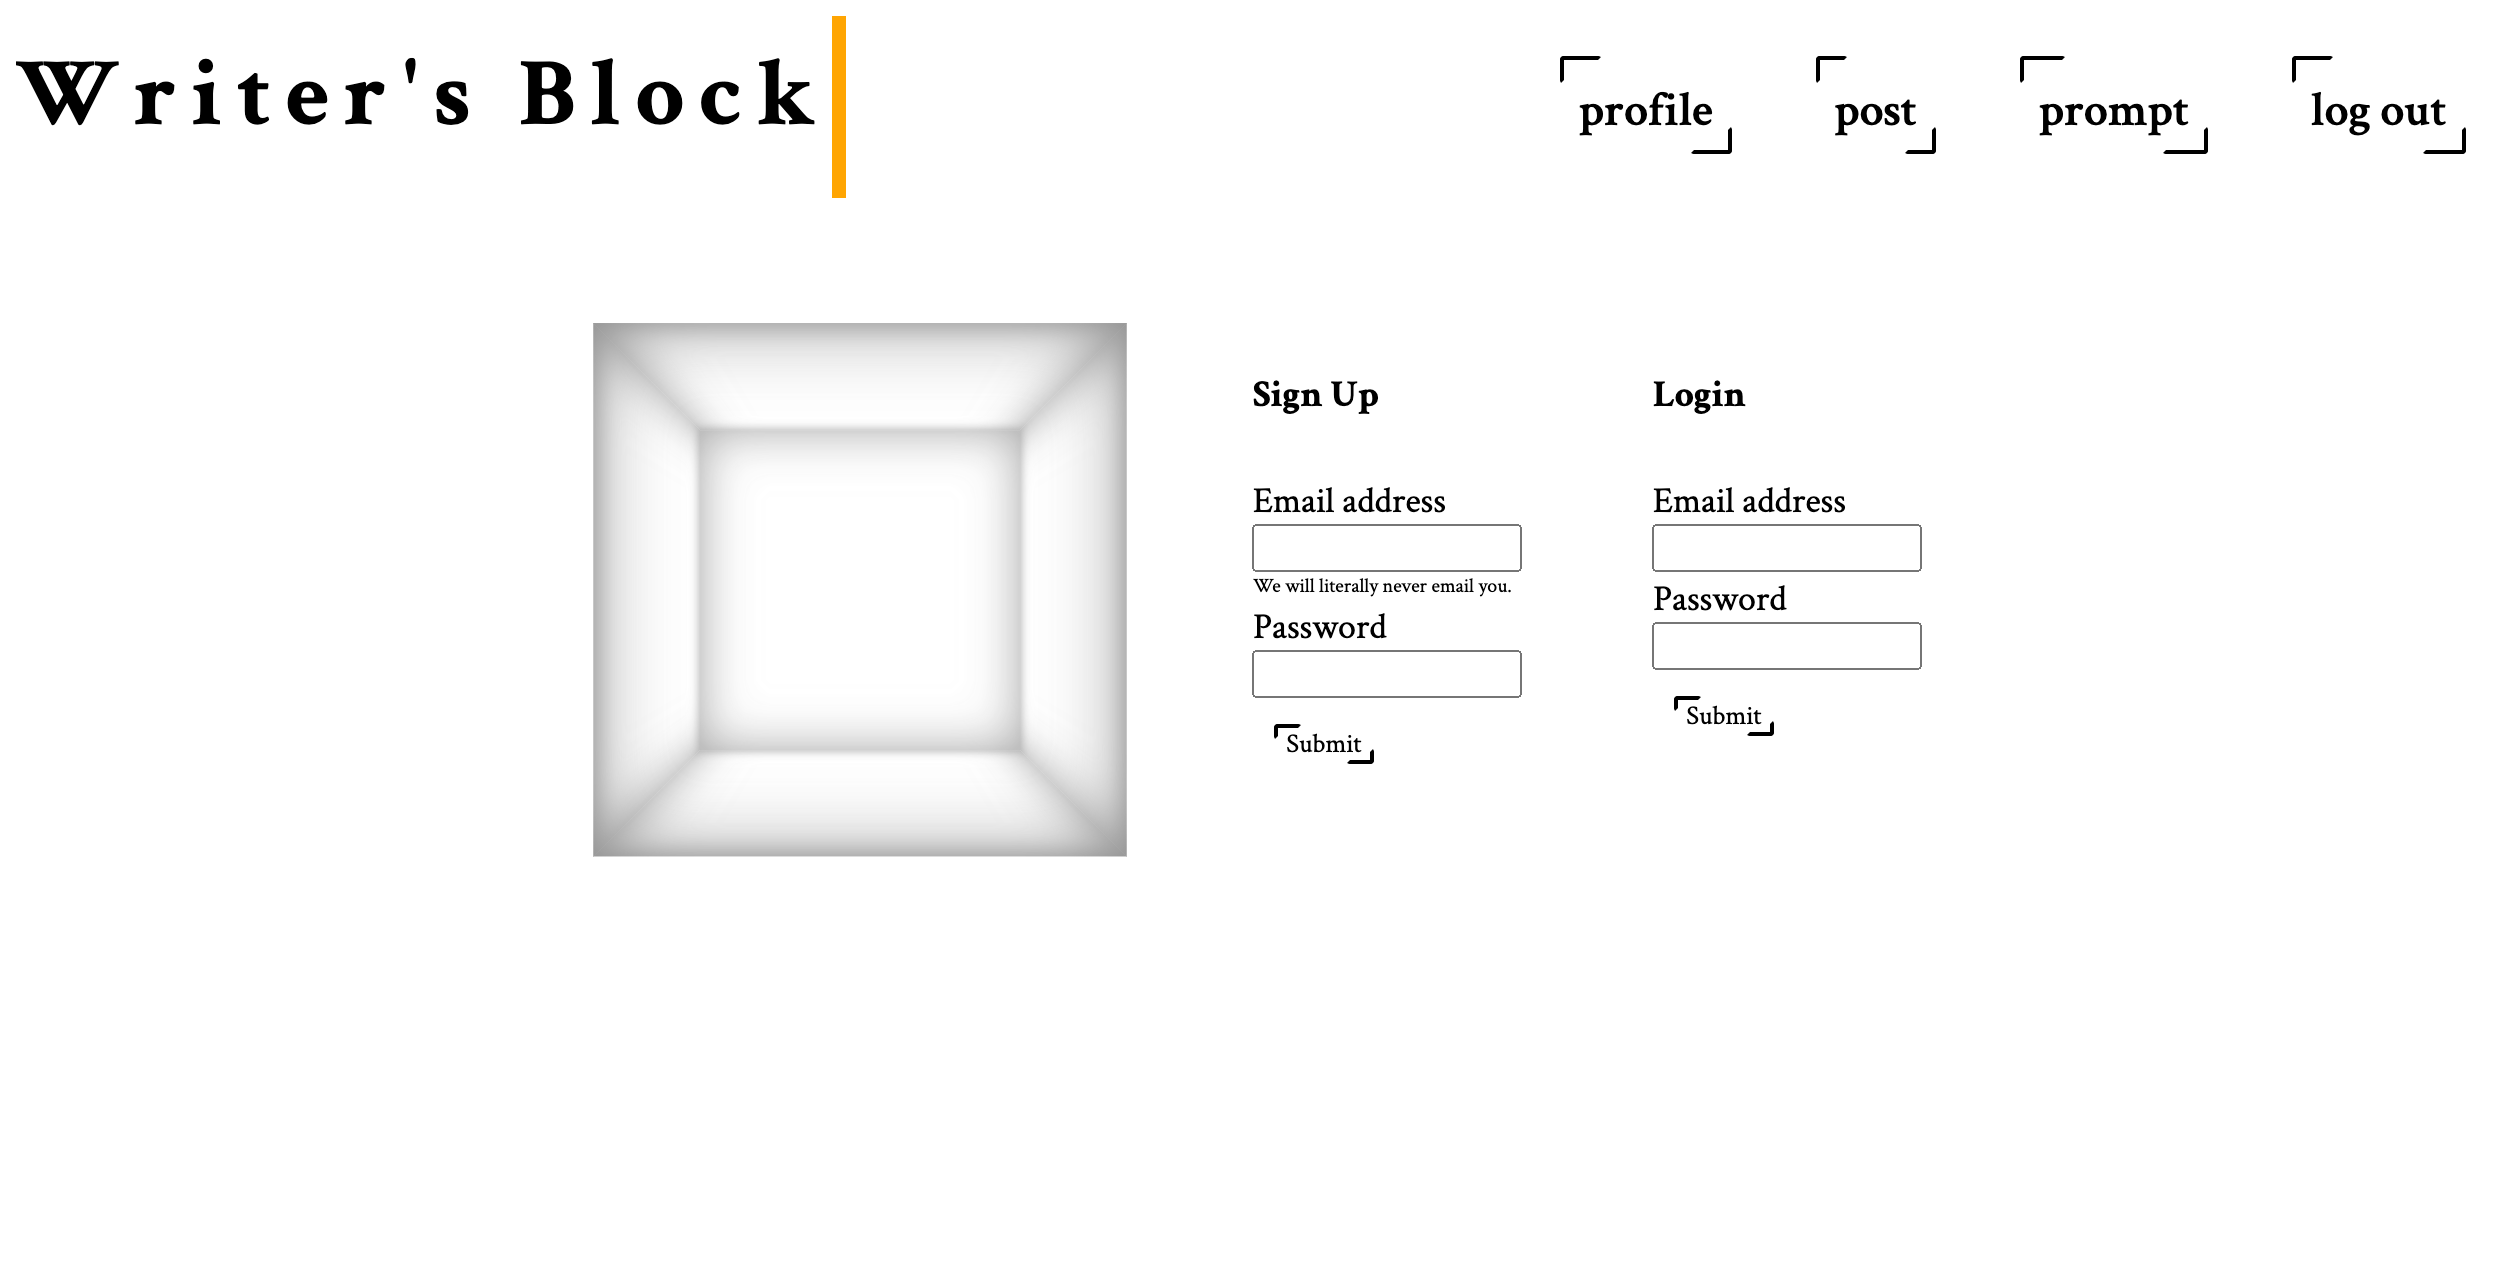 Writer's Block
profile
post
prompt
log out
Sign Up
Email address
We will literally never email you.
Password
Submit
Login
Email address
Password
Submit